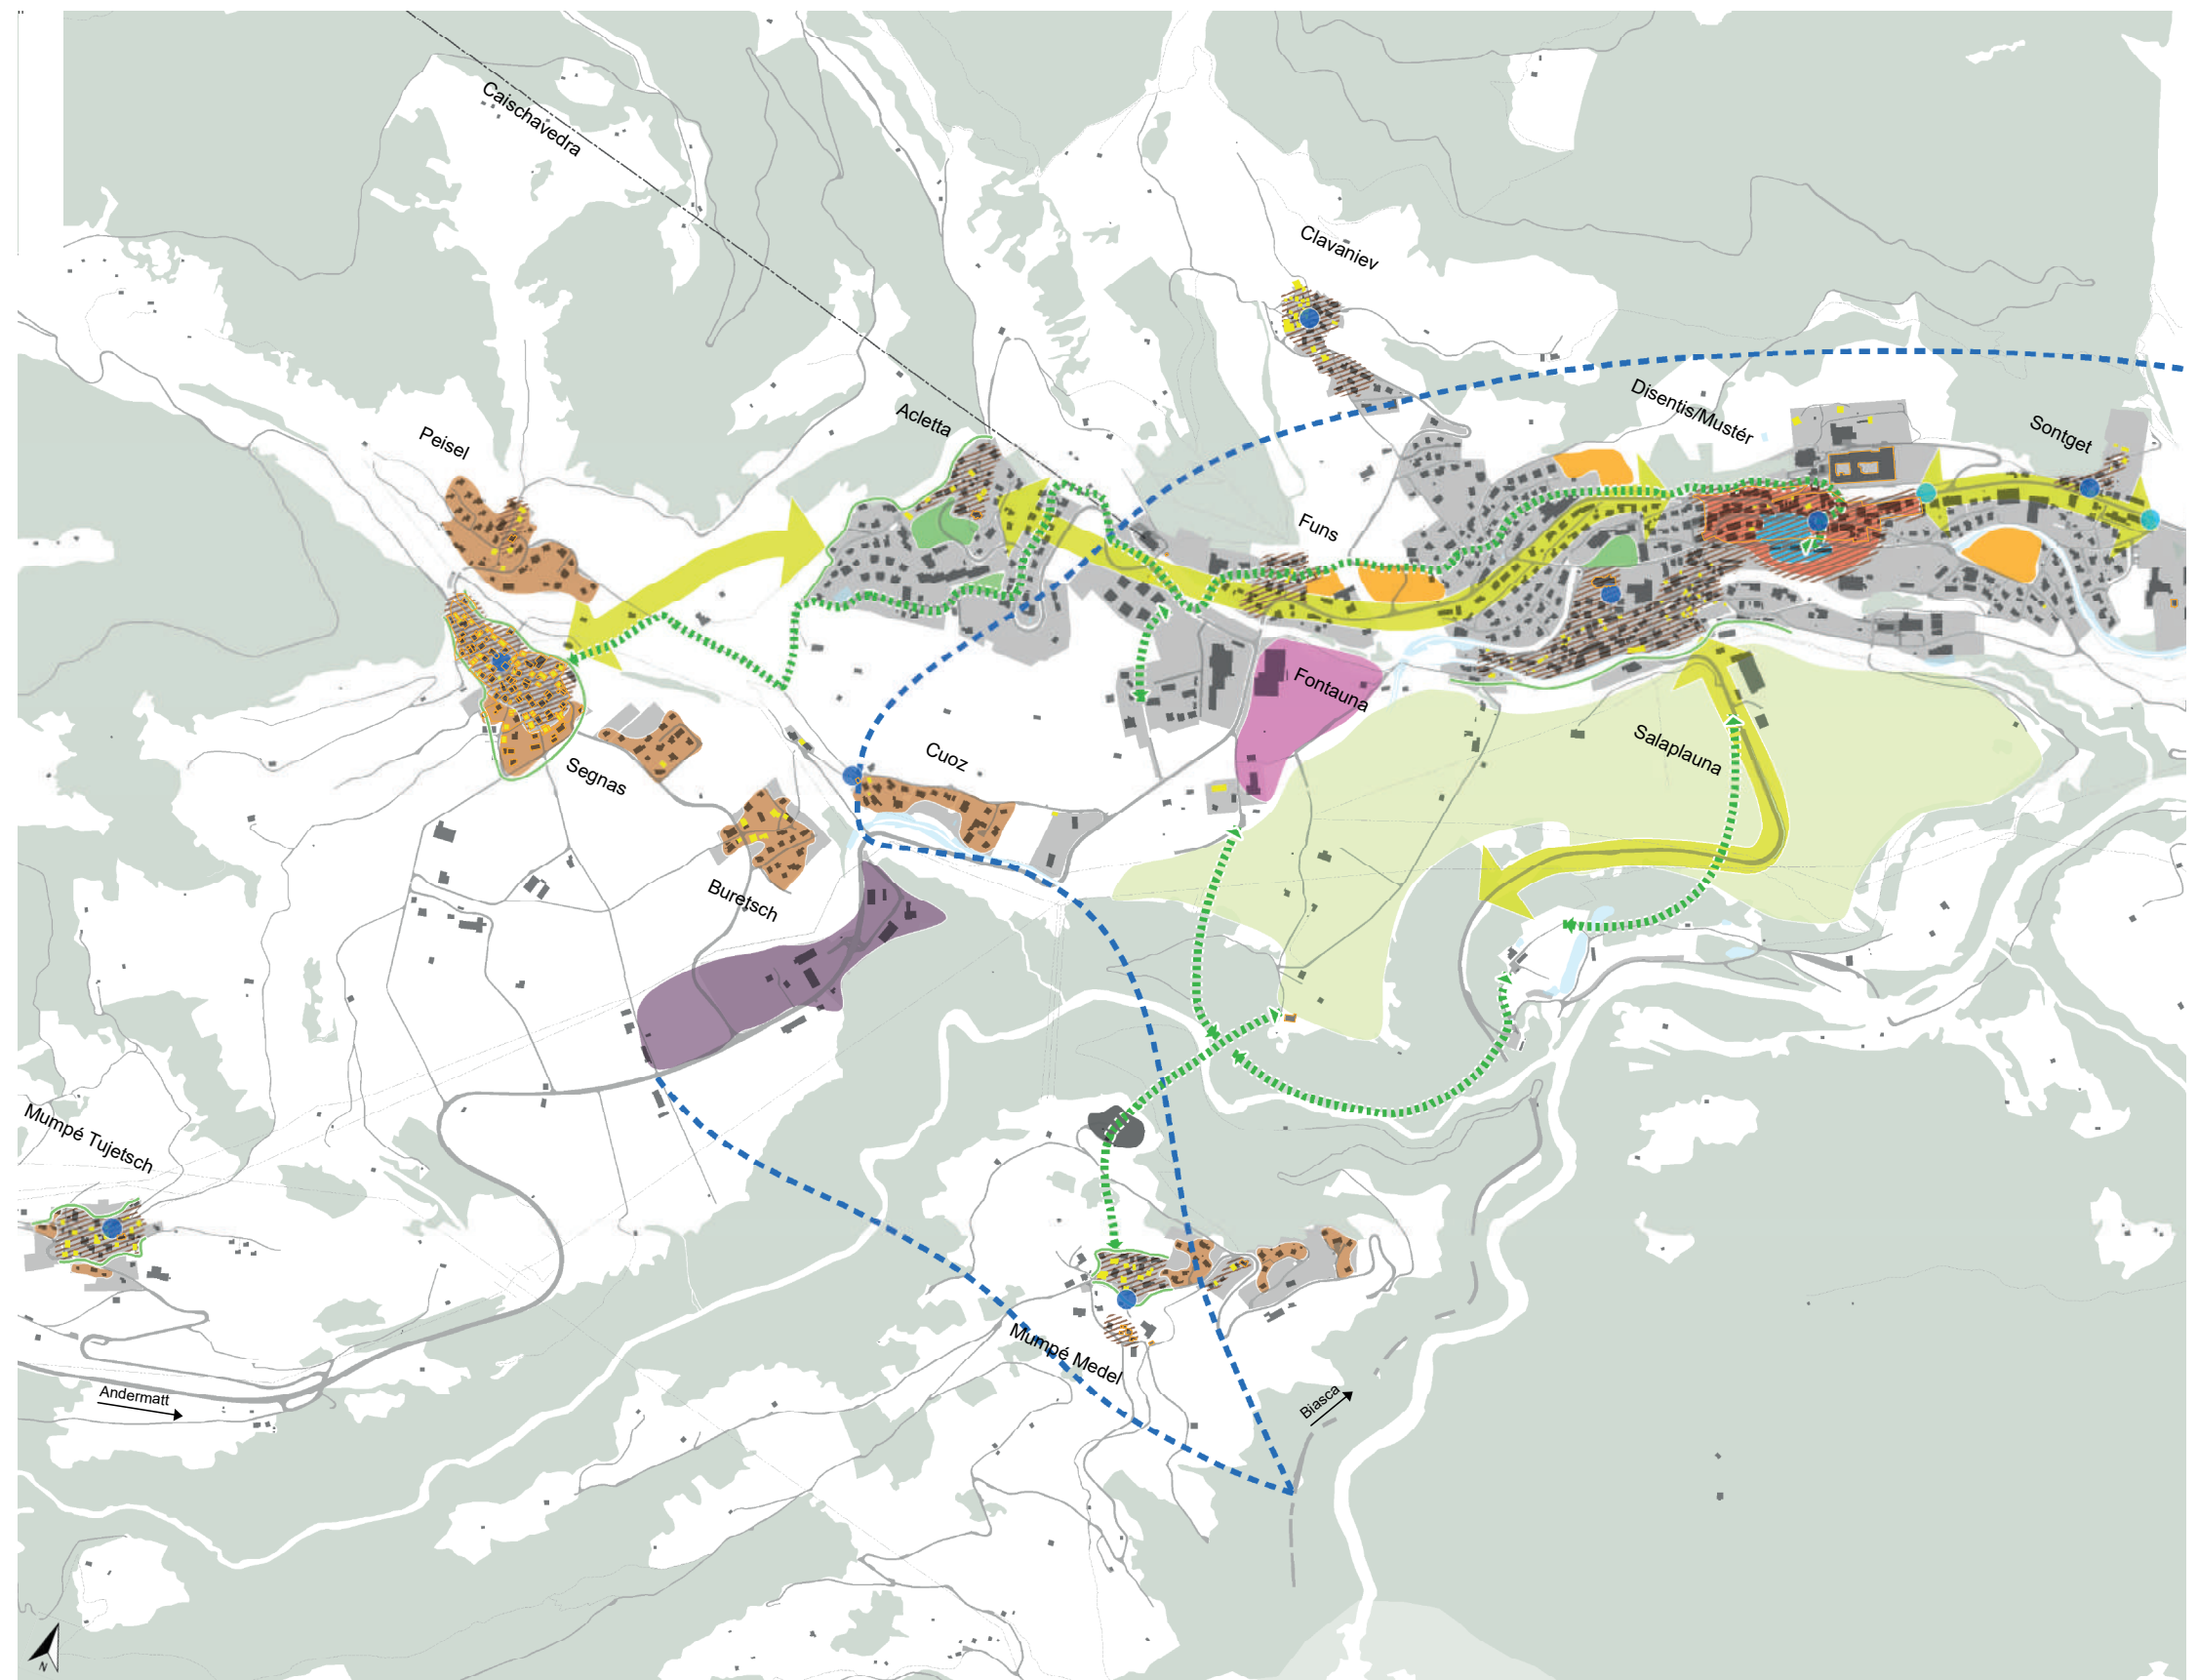 Caischavedra
Clavaniev
Disentis/Mustér
Sontget
Acletta
Peisel
Funs
Fontauna
Salaplauna
Cuoz
Segnas
Buretsch
Mumpé Tujetsch
Mumpé Medel
Andermatt
Biasca
N